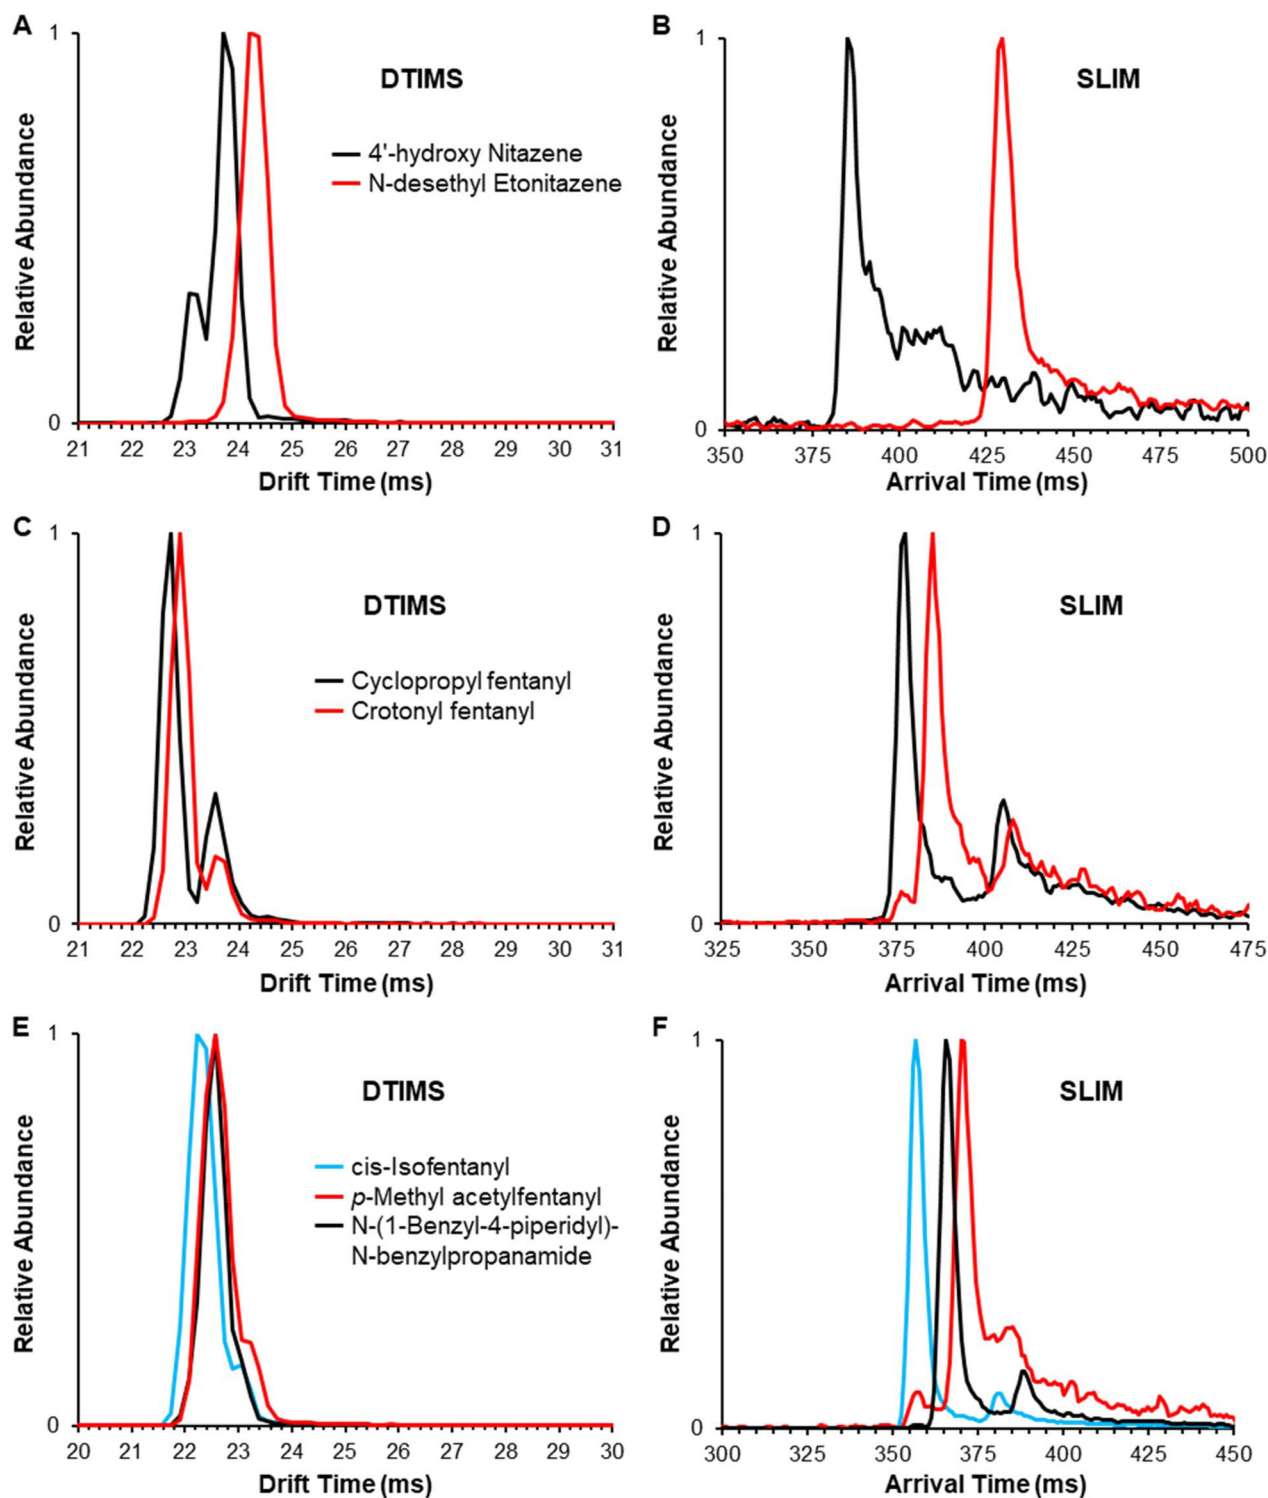 A
1
DTIMS
4'-hydroxy Nitazene
N-desethyl Etonitazene
Relative Abundance
0
21 22 23 24 25 26 27 28 29 30 31
Drift Time (ms)
B
1
SLIM
Relative Abundance
0
350 375 400 425 450 475 500
Arrival Time (ms)
C
1
DTIMS
Cyclopropyl fentanyl
Crotonyl fentanyl
Relative Abundance
0
21 22 23 24 25 26 27 28 29 30 31
Drift Time (ms)
D
1
SLIM
Relative Abundance
0
325 350 375 400 425 450 475
Arrival Time (ms)
E
1
DTIMS
cis-Isofentanyl
p-Methyl acetylfentanyl
N-(1-Benzyl-4-piperidyl)-
N-benzylpropanamide
Relative Abundance
0
20 21 22 23 24 25 26 27 28 29 30
Drift Time (ms)
F
1
SLIM
Relative Abundance
0
300 325 350 375 400 425 450
Arrival Time (ms)